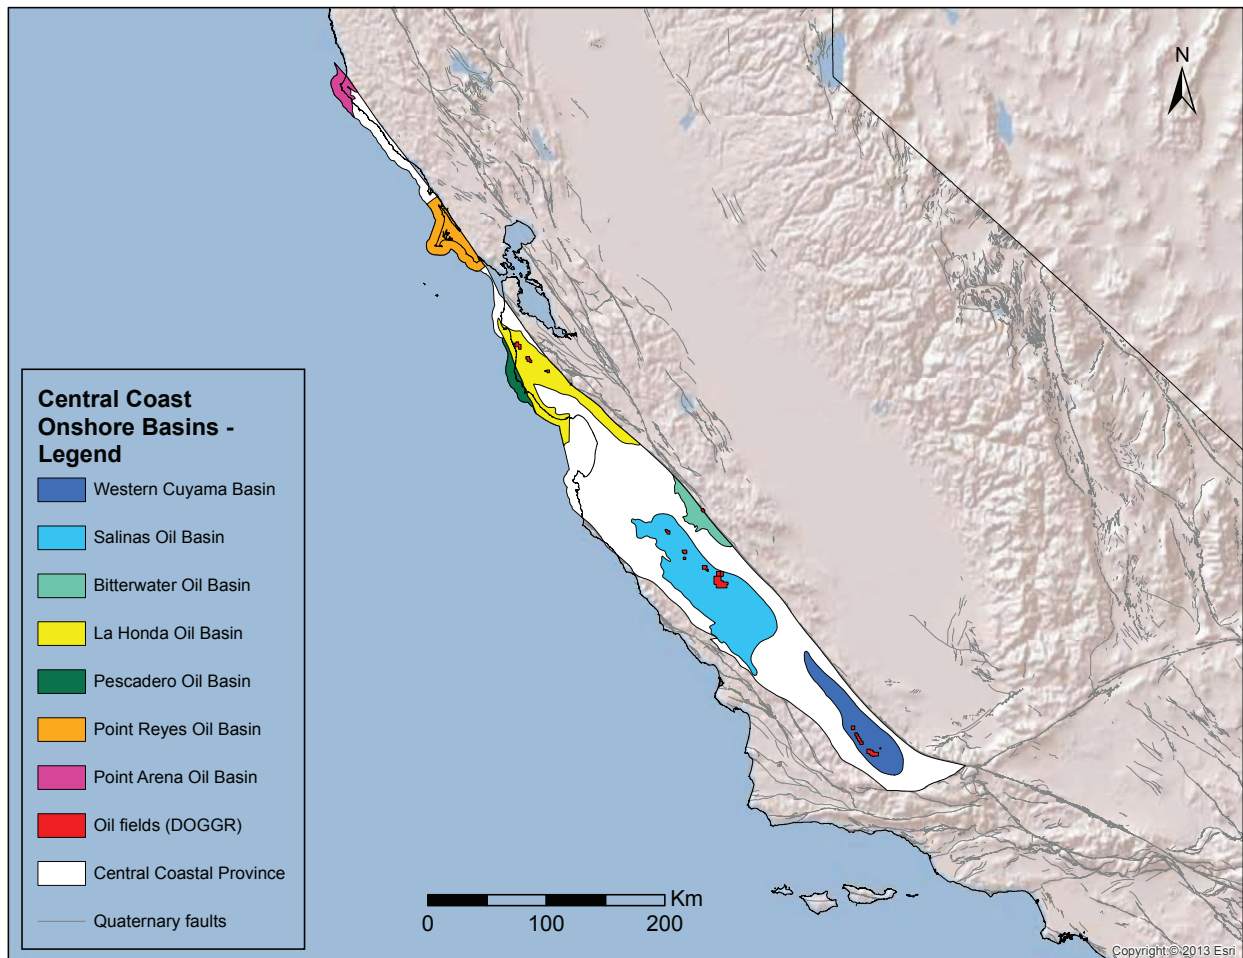 N
Central Coast
Onshore Basins -
Legend
Western Cuyama Basin
Salinas Oil Basin
Bitterwater Oil Basin
La Honda Oil Basin
Pescadero Oil Basin
Point Reyes Oil Basin
Point Arena Oil Basin
Oil fields (DOGGR)
Central Coastal Province
Quaternary faults
Km
0 100 200
Copyright:© 2013 Esri